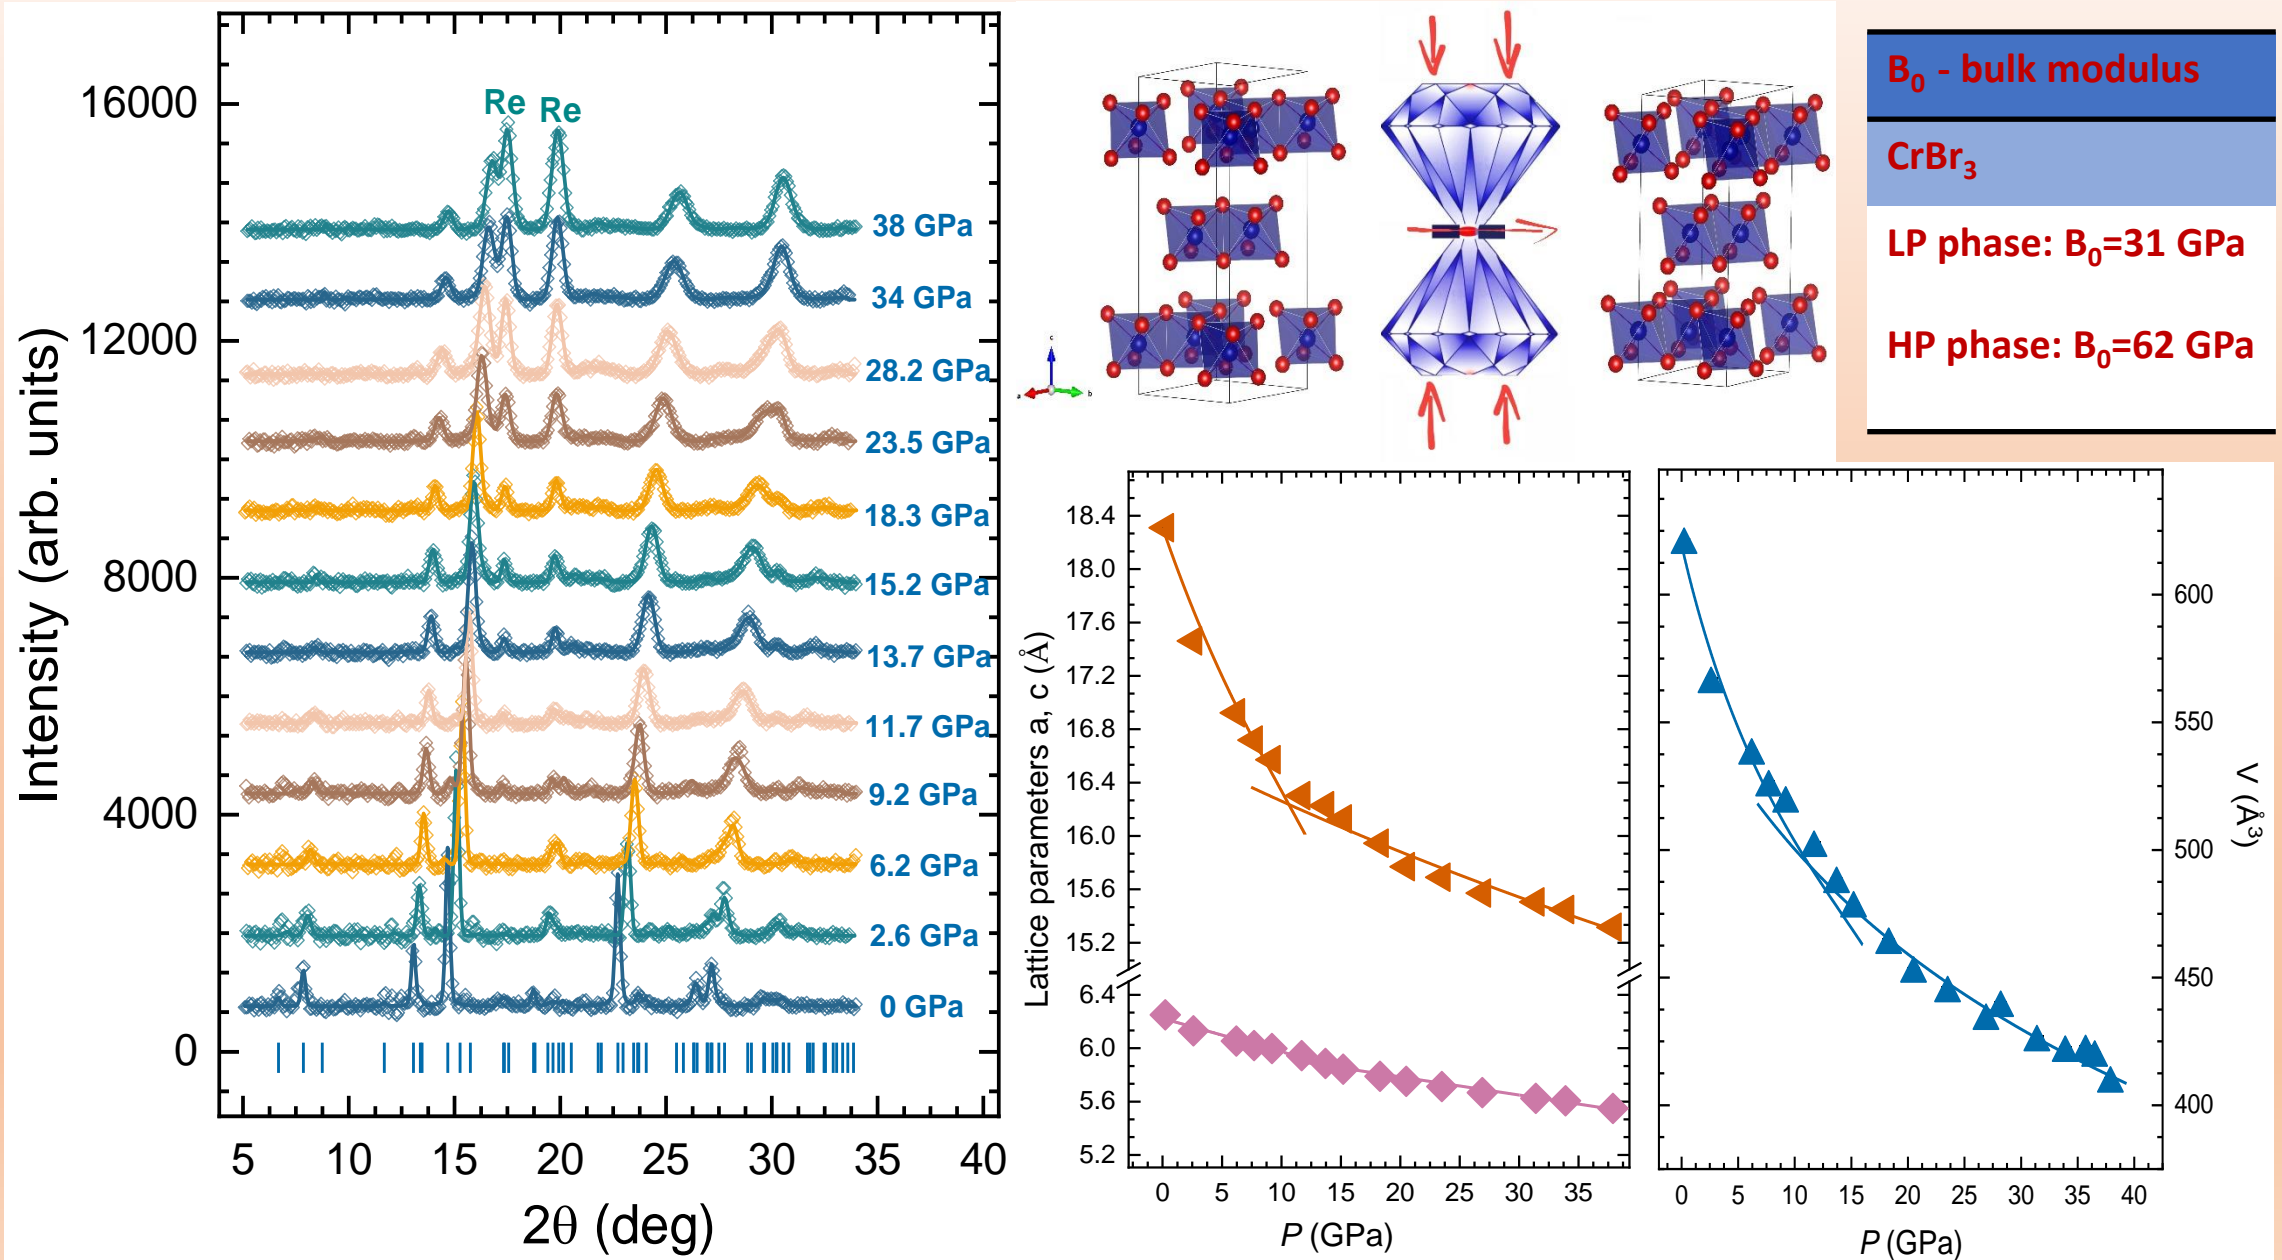 Intensity (arb. units)
16000
12000
8000
4000
0
Re Re
38 GPa
34 GPa
28.2 GPa
23.5 GPa
18.3 GPa
15.2 GPa
13.7 GPa
11.7 GPa
9.2 GPa
6.2 GPa
2.6 GPa
0 GPa
5 10 15 20 25 30 35 40
2θ (deg)
c
a
b
B₀ - bulk modulus
CrBr₃
LP phase: B₀=31 GPa
HP phase: B₀=62 GPa
Lattice parameters a, c (Å)
18.4
18.0
17.6
17.2
16.8
16.4
16.0
15.6
15.2
6.4
6.0
5.6
5.2
0 5 10 15 20 25 30 35
P (GPa)
600
550
500
450
400
V (Å³)
0 5 10 15 20 25 30 35 40
P (GPa)